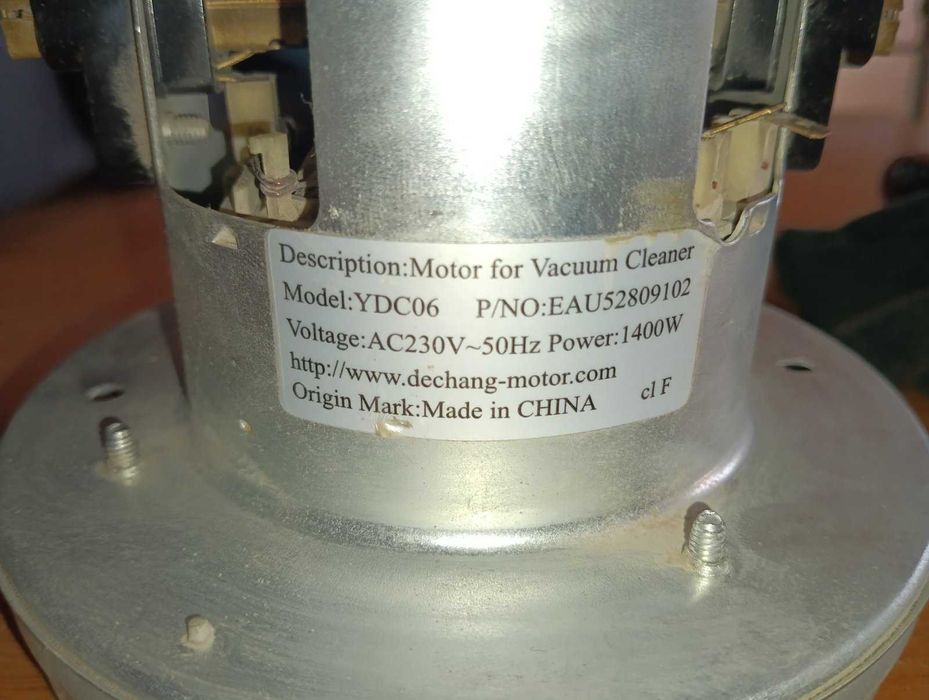 Description:Motor for Vacuum Cleaner
Model:YDC06 P/NO:EAU52809102
Voltage:AC230V~50Hz Power:1400W
http://www.dechang-motor.com
Origin Mark:Made in CHINA cl F